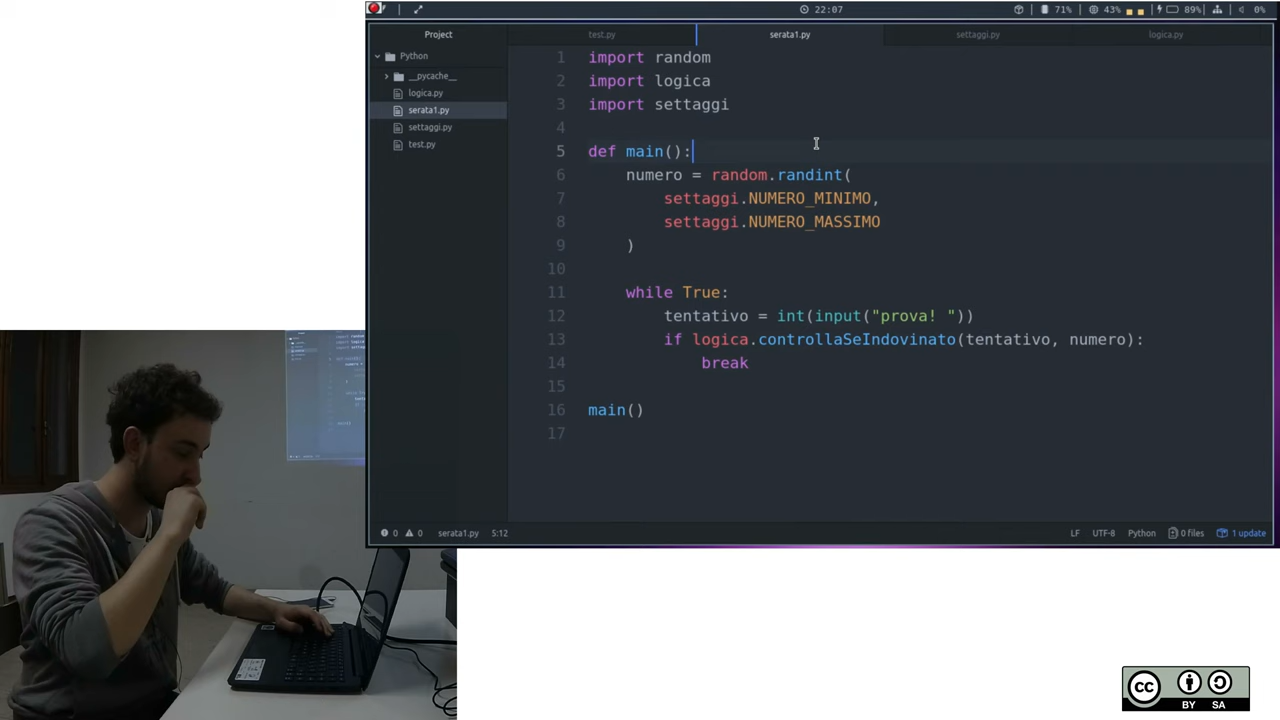 22:07 71% 43% 89% 0%
Project
Python
__pycache__
logica.py
serata1.py
settaggi.py
test.py
test.py serata1.py settaggi.py logica.py
1 import random
2 import logica
3 import settaggi
4
5 def main():
6 numero = random.randint(
7 settaggi.NUMERO_MINIMO,
8 settaggi.NUMERO_MASSIMO
9 )
10
11 while True:
12 tentativo = int(input("prova! "))
13 if logica.controllaSeIndovinato(tentativo, numero):
14 break
15
16 main()
17
0 0 serata1.py 5:12 LF UTF-8 Python 0 files 1 update
cc
BY SA